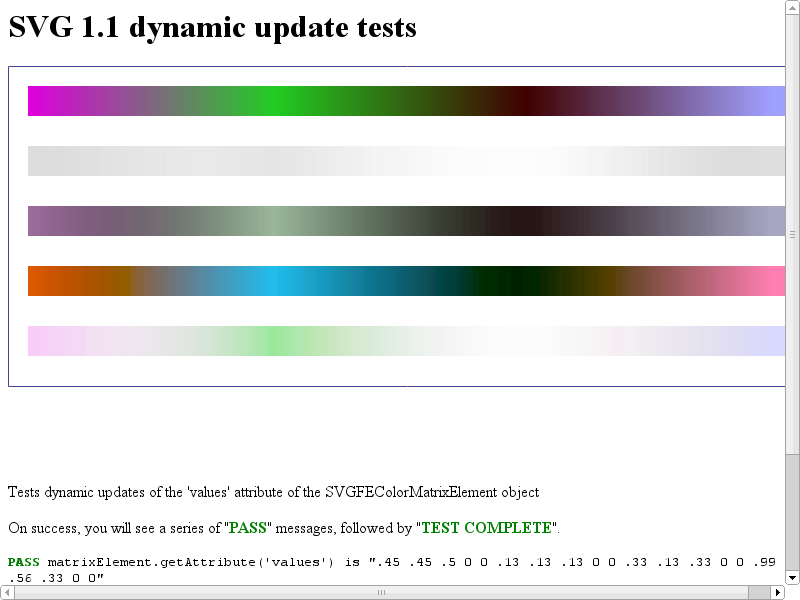 SVG 1.1 dynamic update tests
Tests dynamic updates of the 'values' attribute of the SVGFEColorMatrixElement object
On success, you will see a series of "PASS" messages, followed by "TEST COMPLETE".
PASS matrixElement.getAttribute('values') is ".45 .45 .5 0 0 .13 .13 .13 0 0 .33 .13 .33 0 0 .99
.56 .33 0 0"